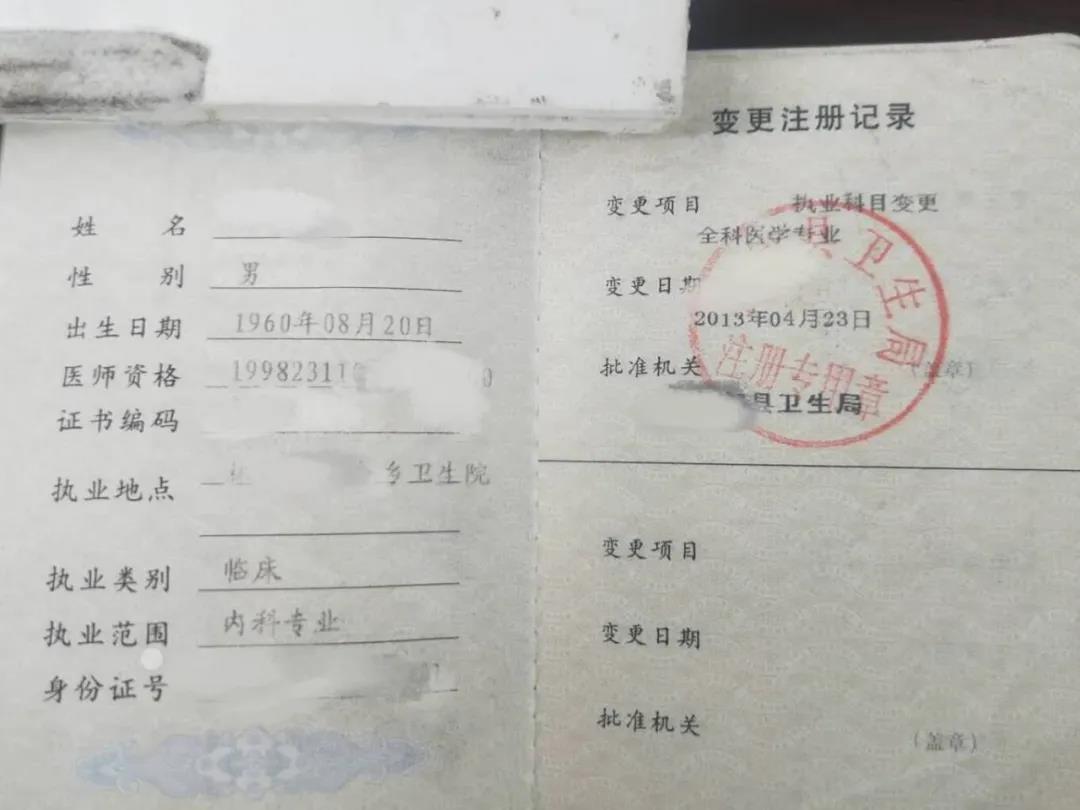 姓名
性别 男
出生日期 1960年08月20日
医师资格 1998231
证书编码
执业地点 乡卫生院
执业类别 临床
执业范围 内科专业
身份证号
变更注册记录
变更项目 执业科目变更
全科医学专业
变更日期
2013年04月23日
批准机关 (盖章)
县卫生局
县卫生局
注册专用章
变更项目
变更日期
批准机关
(盖章)